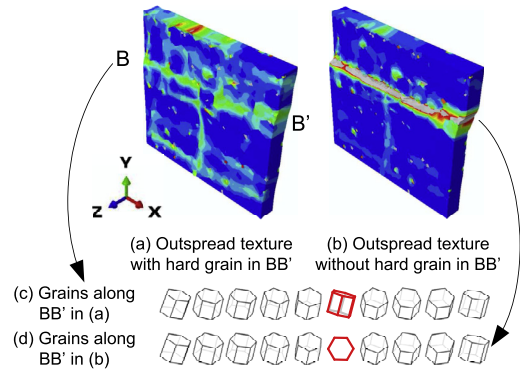 B
B'
Y
Z
X
(a) Outspread texture
with hard grain in BB'
(b) Outspread texture
without hard grain in BB'
(c) Grains along
BB' in (a)
(d) Grains along
BB' in (b)